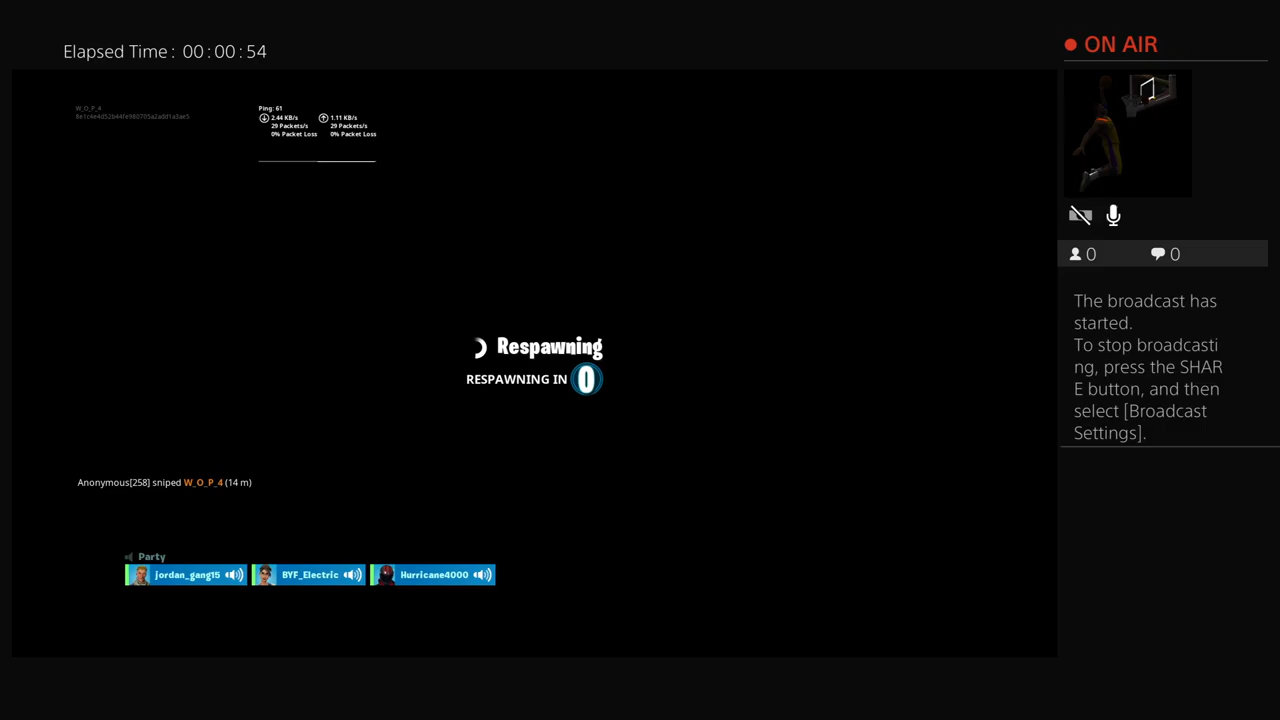 Elapsed Time : 00:00:54
ON AIR
W_O_P_4
8e1c4e4d52b44fe980705a2add1a3ae5
Ping: 61
2.44 KB/s 1.11 KB/s
29 Packets/s 29 Packets/s
0% Packet Loss 0% Packet Loss
0 0
The broadcast has
started.
To stop broadcasti
ng, press the SHAR
E button, and then
select [Broadcast
Settings].
Respawning
RESPAWNING IN 0
Anonymous[258] sniped W_O_P_4 (14 m)
Party
jordan_gang15 BYF_Electric Hurricane4000